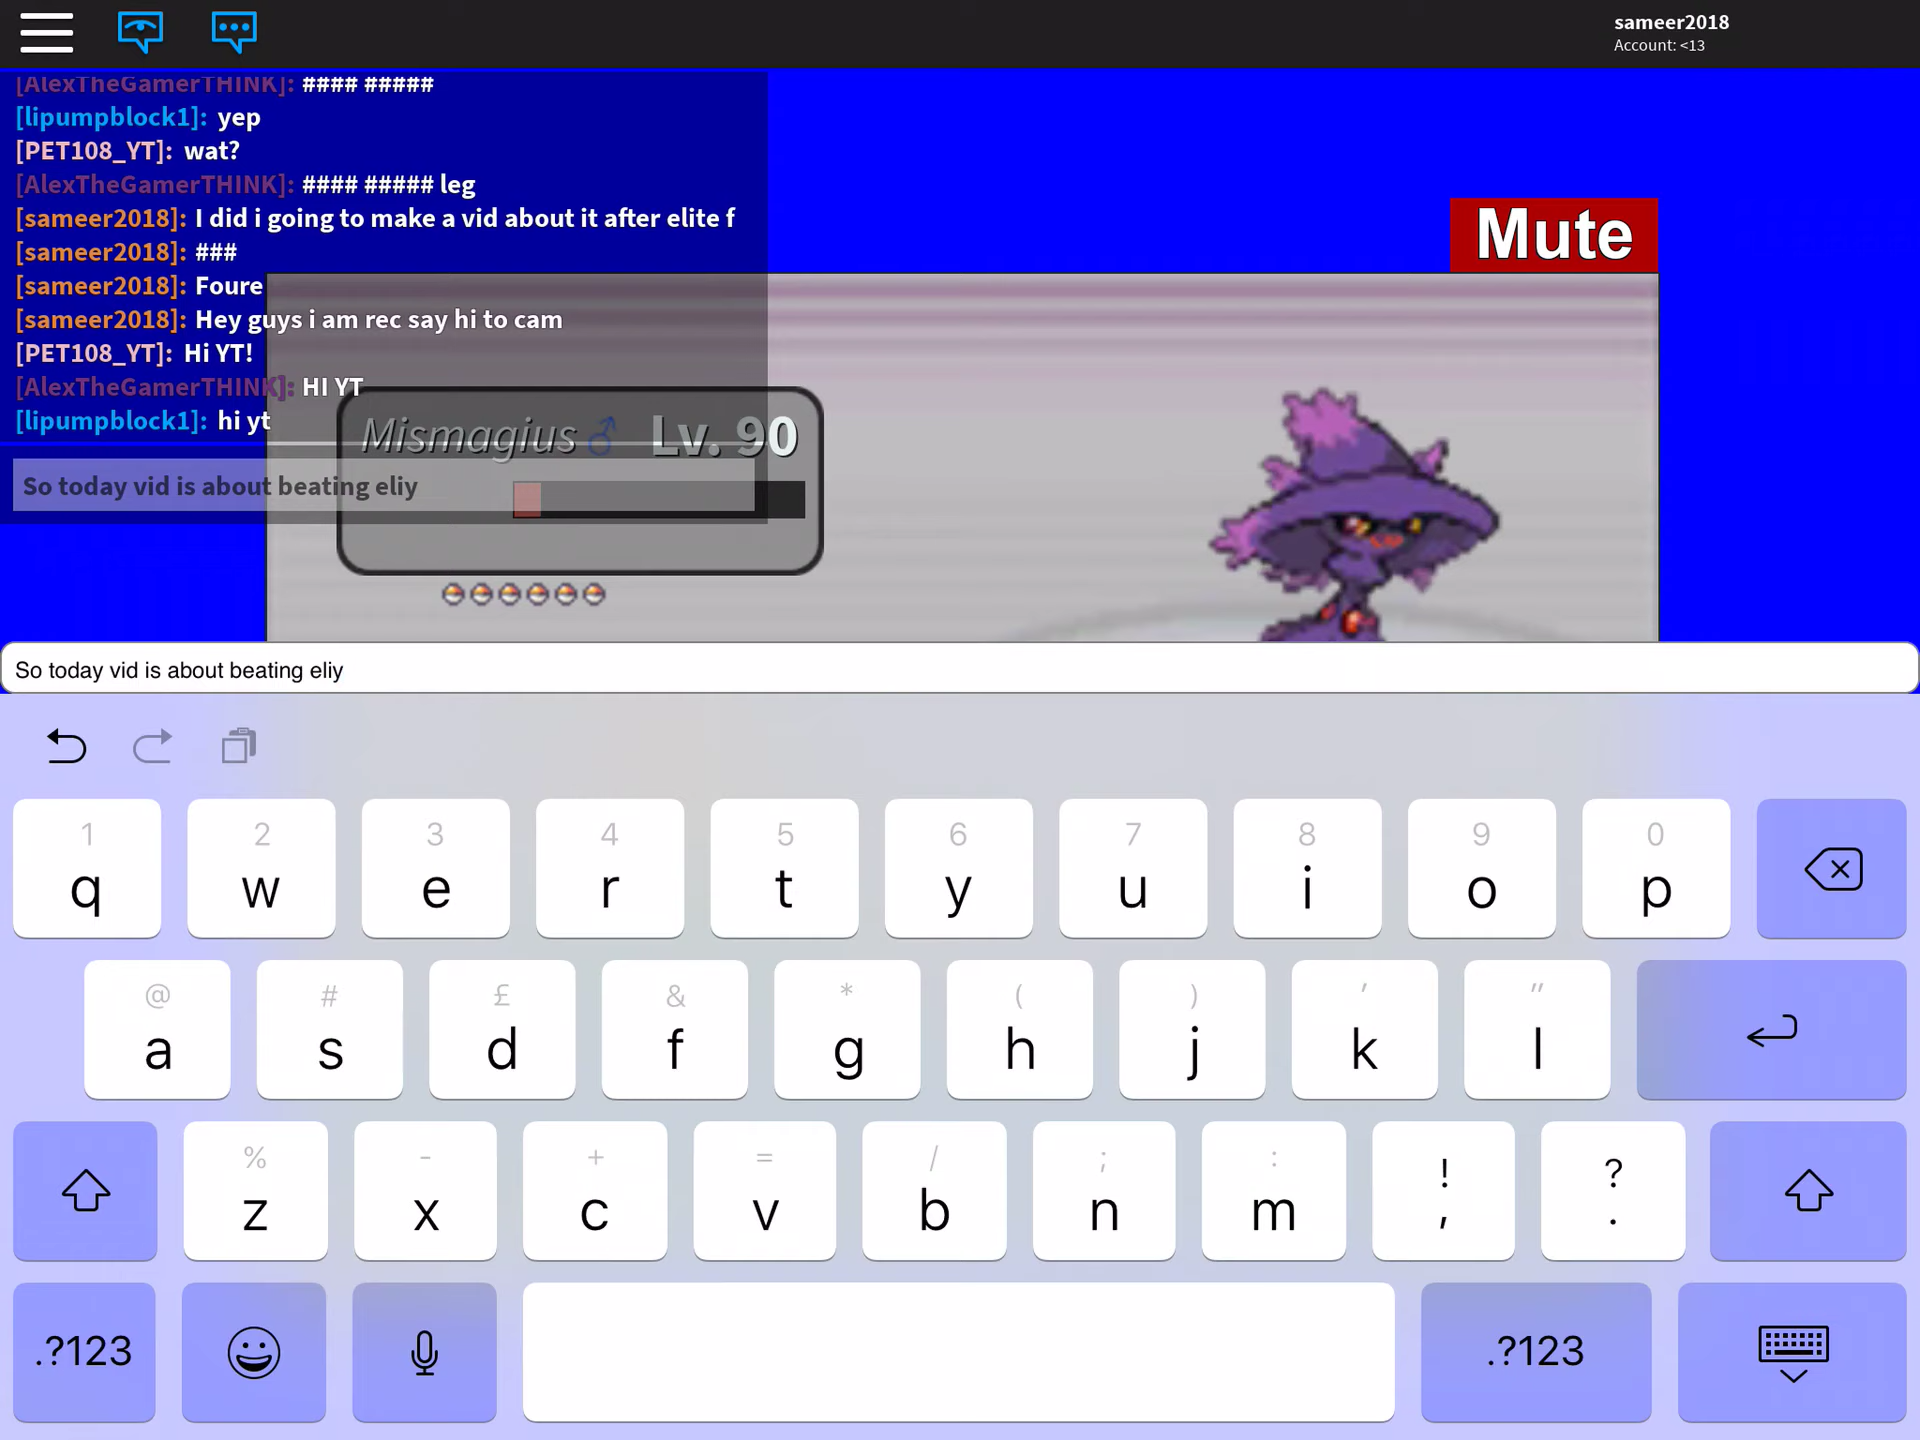 sameer2018
Account: <13
[AlexTheGamerTHINK]: #### #####
[lipumpblock1]: yep
[PET108_YT]: wat?
[AlexTheGamerTHINK]: #### ##### leg
[sameer2018]: I did i going to make a vid about it after elite f
[sameer2018]: ###
[sameer2018]: Foure
[sameer2018]: Hey guys i am rec say hi to cam
[PET108_YT]: Hi YT!
[AlexTheGamerTHINK]: HI YT
[lipumpblock1]: hi yt
Mute
Mismagius ♂ Lv. 90
So today vid is about beating eliy
So today vid is about beating eliy
1 2 3 4 5 6 7 8 9 0
q w e r t y u i o p
@ # £ & * ( ) ' "
a s d f g h j k l
% - + = / ; : ! ?
z x c v b n m , .
.?123 .?123